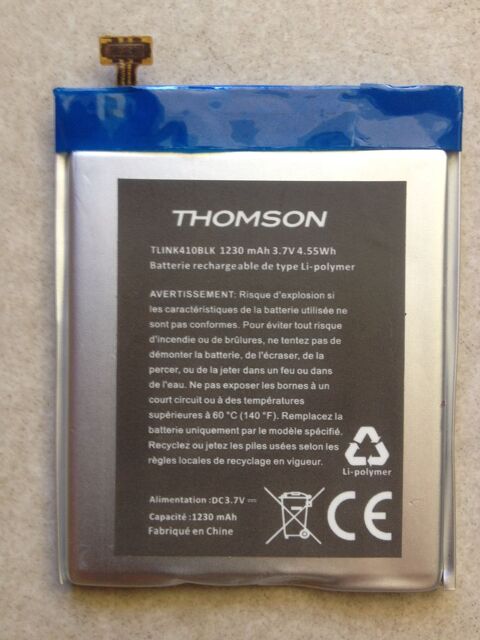 THOMSON
TLINK410BLK 1230 mAh 3.7V 4.55Wh
Batterie rechargeable de type Li-polymer
AVERTISSEMENT: Risque d'explosion si
les caractéristiques de la batterie utilisée ne
sont pas conformes. Pour éviter tout risque
d'incendie ou de brûlures, ne tentez pas de
démonter la batterie, de l'écraser, de la
percer, ou de la jeter dans un feu ou dans
de l'eau. Ne pas exposer les bornes à un
court circuit ou à des températures
supérieures à 60 °C (140 °F). Remplacez la
batterie uniquement par le modèle spécifié.
Recyclez ou jetez les piles usées selon les
règles locales de recyclage en vigueur.
Li-polymer
Alimentation : DC3.7V
Capacité : 1230 mAh
Fabriqué en Chine
CE